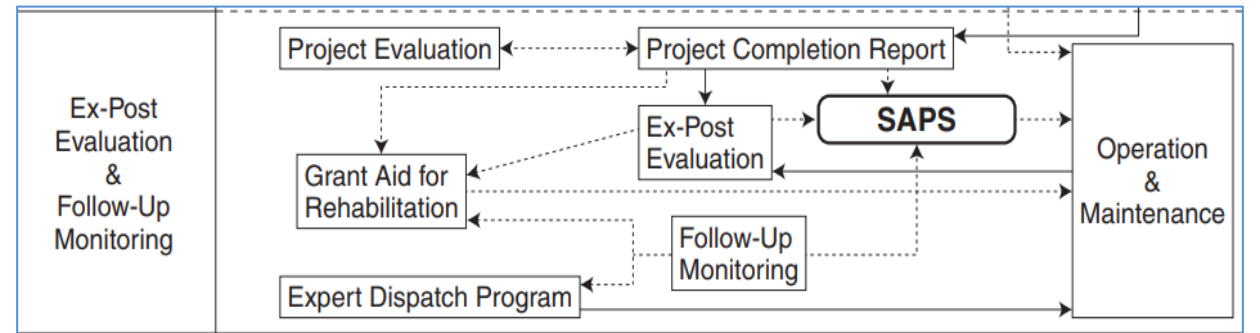 Ex-Post
Evaluation
&
Follow-Up
Monitoring
Project Evaluation
Project Completion Report
Ex-Post
Evaluation
SAPS
Grant Aid for
Rehabilitation
Follow-Up
Monitoring
Expert Dispatch Program
Operation
&
Maintenance